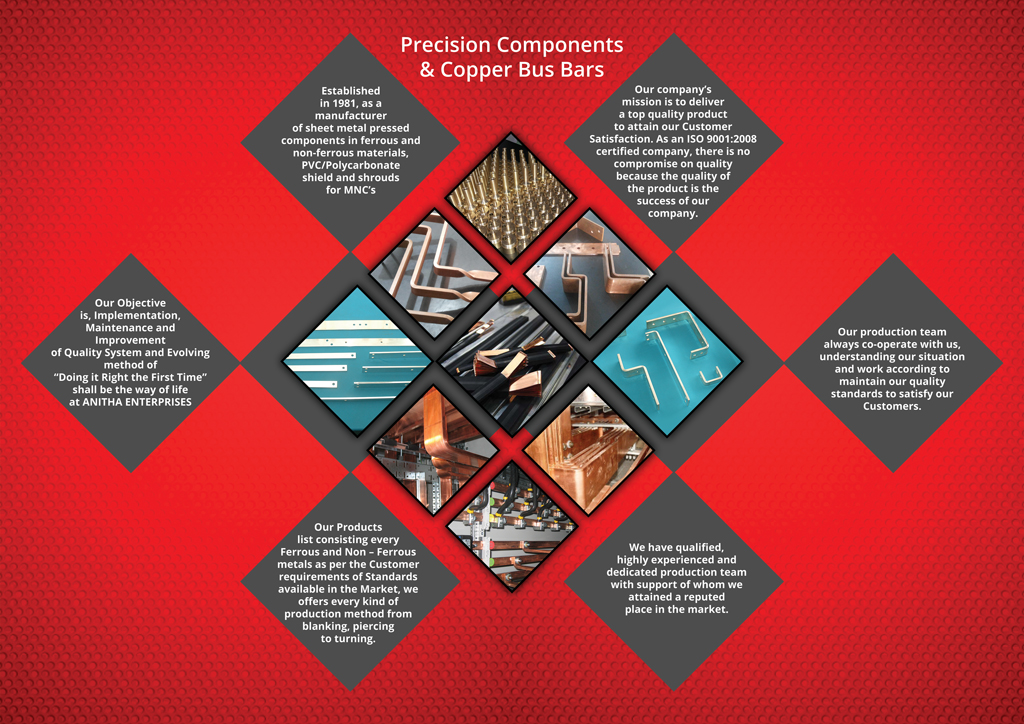 Precision Components
& Copper Bus Bars
Established
in 1981, as a
manufacturer
of sheet metal pressed
components in ferrous and
non-ferrous materials,
PVC/Polycarbonate
shield and shrouds
for MNC’s
Our company’s
mission is to deliver
a top quality product
to attain our Customer
Satisfaction. As an ISO 9001:2008
certified company, there is no
compromise on quality
because the quality of
the product is the
success of our
company.
Our Objective
is, Implementation,
Maintenance and
Improvement
of Quality System and Evolving
method of
“Doing it Right the First Time”
shall be the way of life
at ANITHA ENTERPRISES
Our production team
always co-operate with us,
understanding our situation
and work according to
maintain our quality
standards to satisfy our
Customers.
Our Products
list consisting every
Ferrous and Non – Ferrous
metals as per the Customer
requirements of Standards
available in the Market, we
offers every kind of
production method from
blanking, piercing
to turning.
We have qualified,
highly experienced and
dedicated production team
with support of whom we
attained a reputed
place in the market.